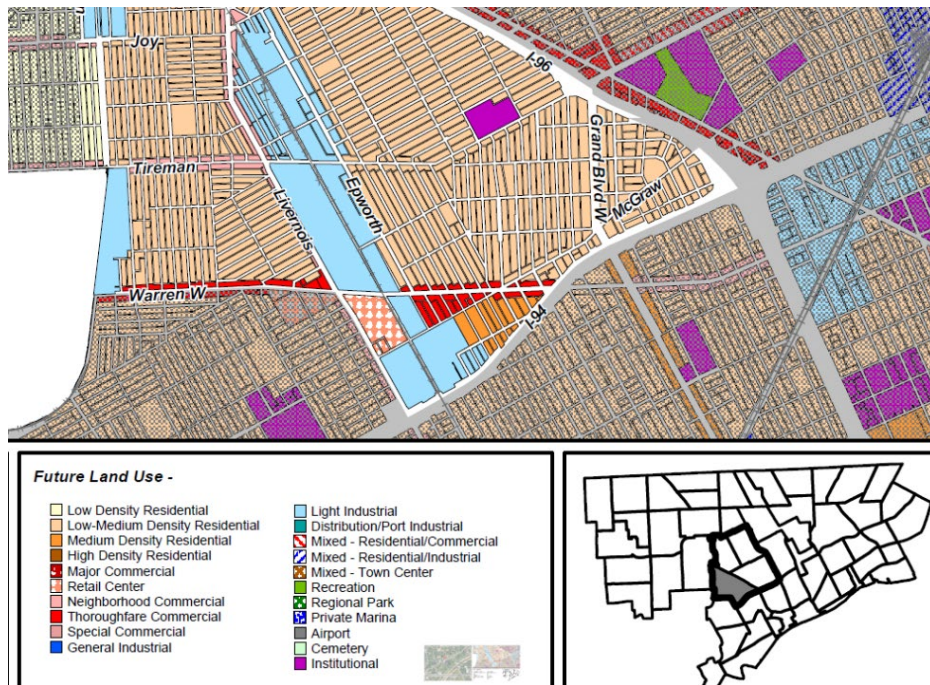 Joy
I-96
Grand Blvd W
McGraw
Tireman
Livernois
Epworth
Warren W
I-94
Future Land Use -
Low Density Residential
Low-Medium Density Residential
Medium Density Residential
High Density Residential
Major Commercial
Retail Center
Neighborhood Commercial
Thoroughfare Commercial
Special Commercial
General Industrial
Light Industrial
Distribution/Port Industrial
Mixed - Residential/Commercial
Mixed - Residential/Industrial
Mixed - Town Center
Recreation
Regional Park
Private Marina
Airport
Cemetery
Institutional